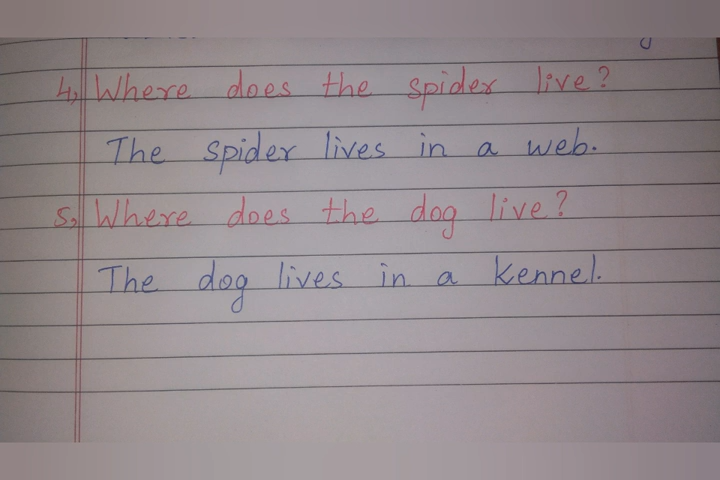 4, Where does the spider live?
The spider lives in a web.
5, Where does the dog live?
The dog lives in a kennel.